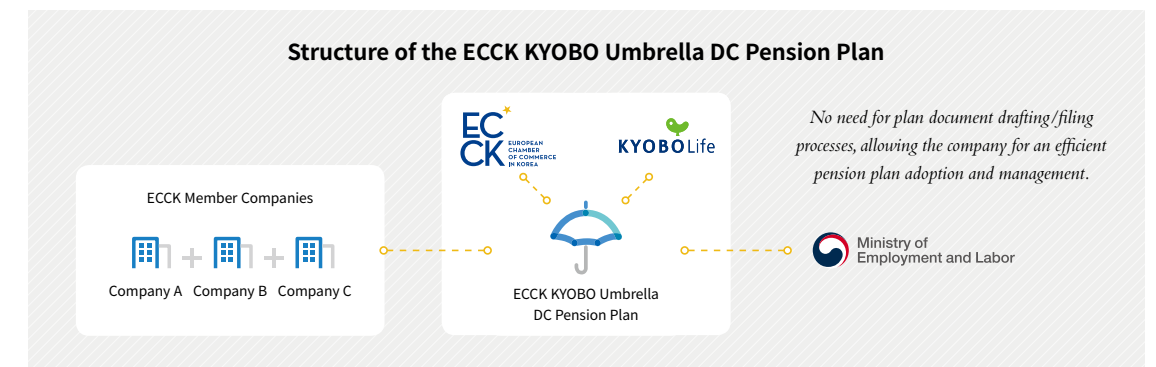 Structure of the ECCK KYOBO Umbrella DC Pension Plan
ECCK Member Companies
Company A
Company B
Company C
EC
CK
EUROPEAN
CHAMBER
OF COMMERCE
IN KOREA
KYOBO Life
ECCK KYOBO Umbrella
DC Pension Plan
No need for plan document drafting/filing
processes, allowing the company for an efficient
pension plan adoption and management.
Ministry of
Employment and Labor